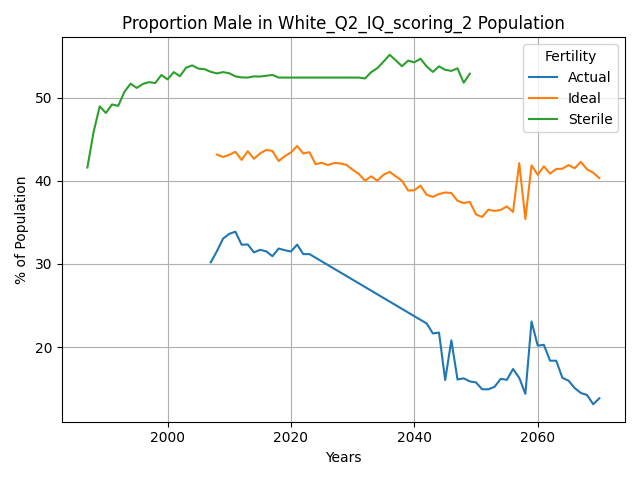 Proportion Male in White_Q2_IQ_scoring_2 Population
Fertility
Actual
Ideal
Sterile
% of Population
50
40
30
20
2000
2020
2040
2060
Years